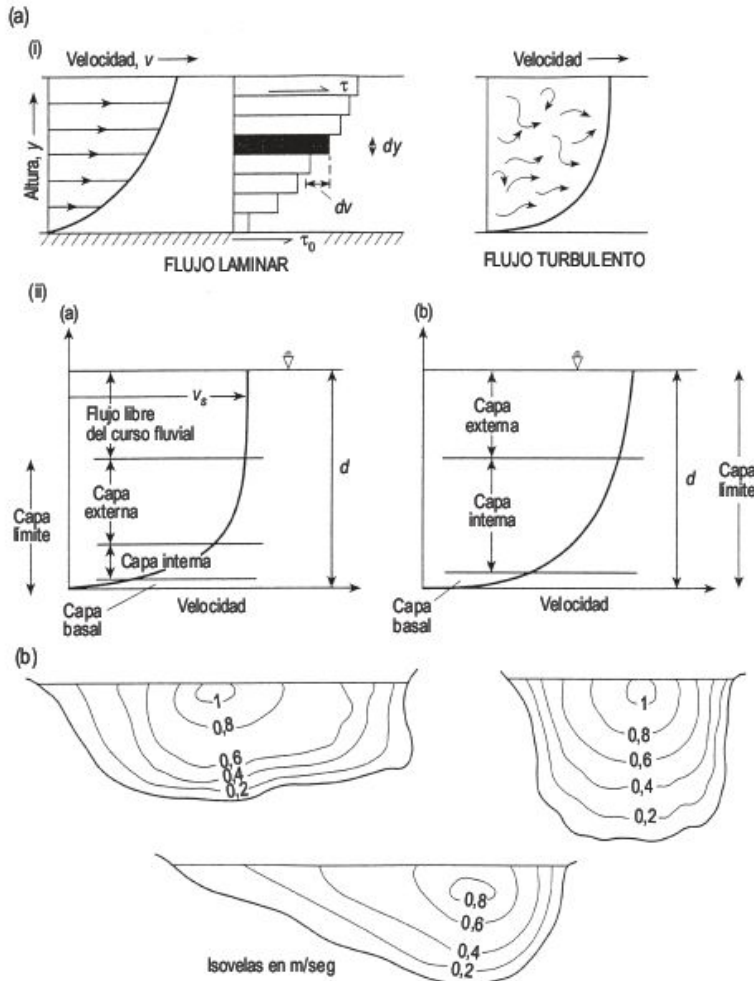 (a)
(i)
Velocidad, v
Altura, y
τ
dy
dv
τ₀
FLUJO LAMINAR
Velocidad
FLUJO TURBULENTO
(ii)
(a)
vₛ
Flujo libre
del curso fluvial
Capa
externa
Capa interna
Capa
límite
Capa
basal
Velocidad
d
(b)
Capa
externa
Capa
interna
Capa
basal
Velocidad
d
Capa
límite
(b)
1
0,8
0,6
0,4
0,2
1
0,8
0,6
0,4
0,2
0,8
0,6
0,4
0,2
Isovelas en m/seg